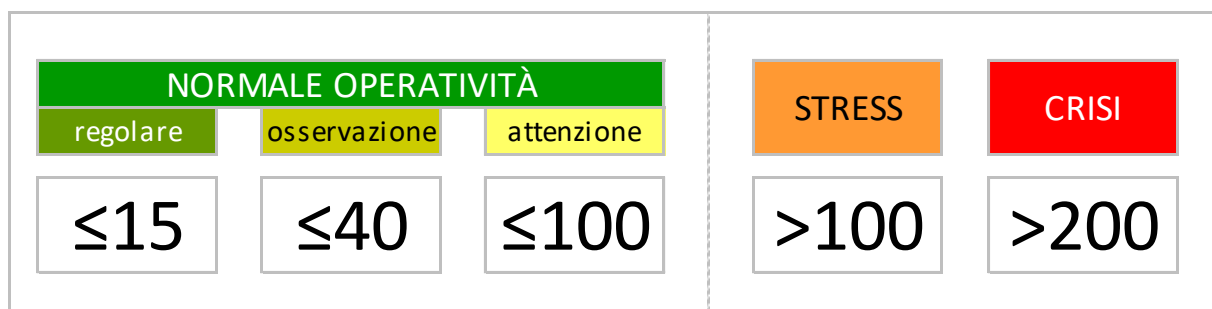 NORMALE OPERATIVITÀ
regolare osservazione attenzione STRESS CRISI
≤15 ≤40 ≤100 >100 >200